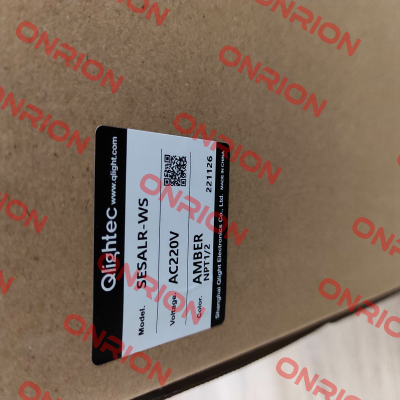 Qlightec www.qlight.com
Model. SESALR-WS
Voltage. AC220V
Color. AMBER
NPT1/2
221126
Shanghai Qlight Electronics Co., Ltd. MADE IN CHINA
ONRION
ONRION
ONRION
ONRION
ONRION
ONRION
ONRION
ONRION
ONRION